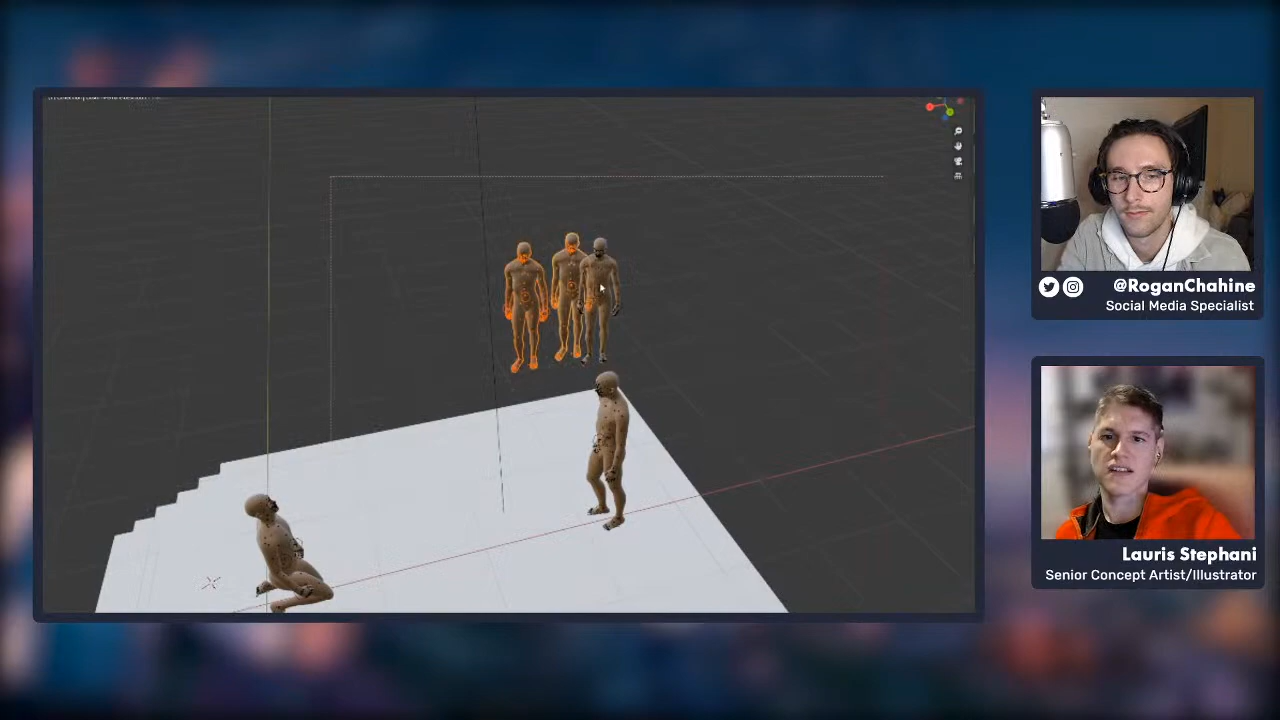 @RoganChahine
Social Media Specialist
Lauris Stephani
Senior Concept Artist/Illustrator